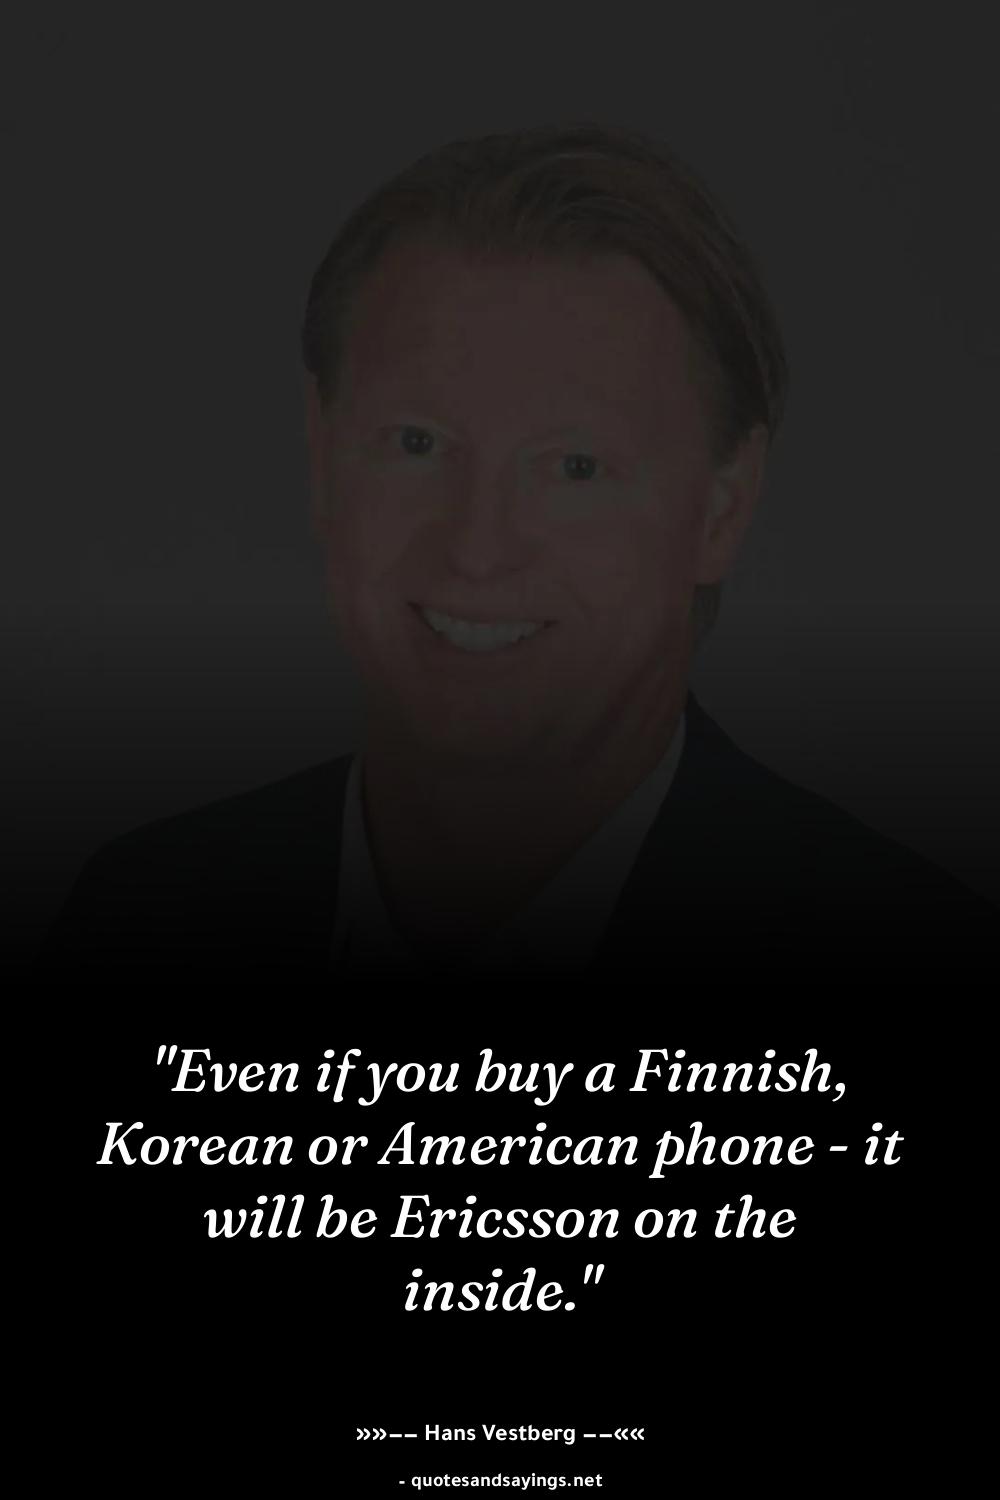 "Even if you buy a Finnish,
Korean or American phone - it
will be Ericsson on the
inside."
»»-- Hans Vestberg --««
- quotesandsayings.net